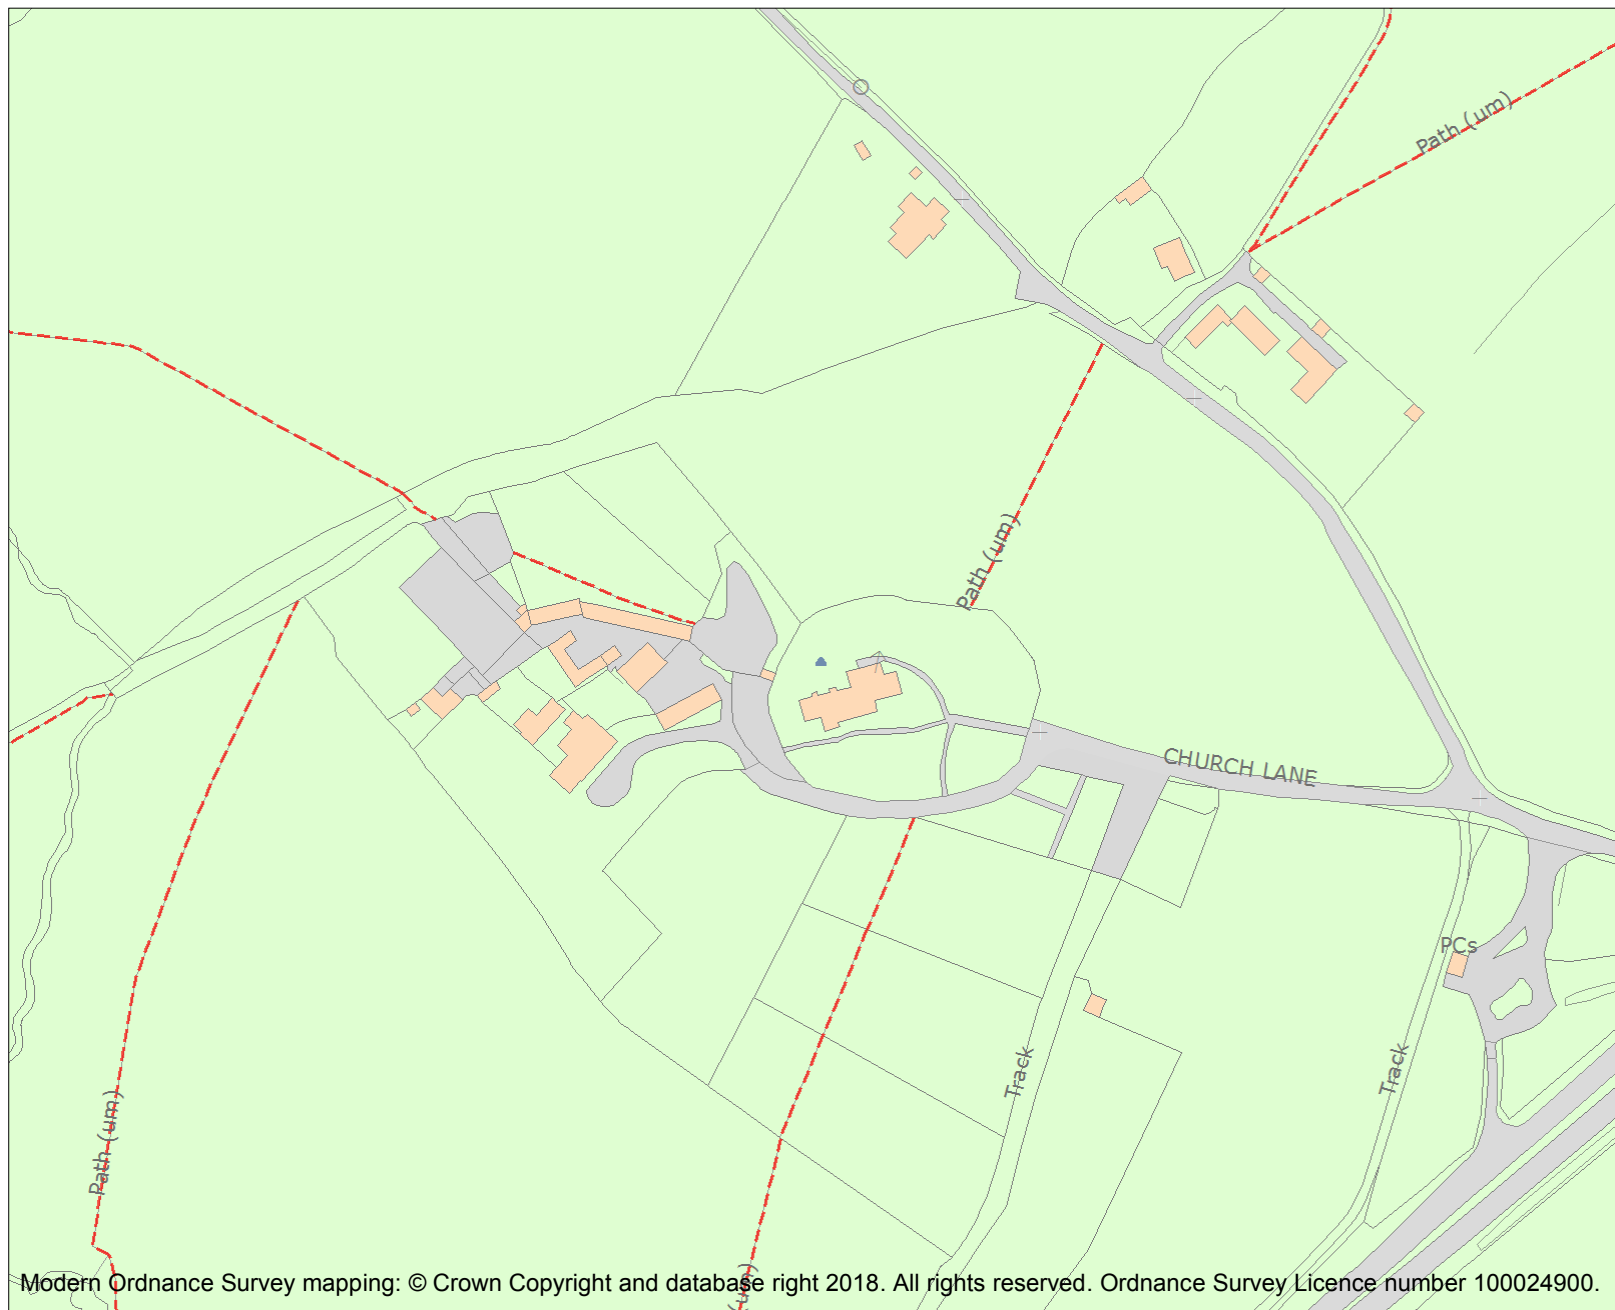 Path (um)
Path (um)
CHURCH LANE
PCs
Track
Track
Path (um)
(um)
Modern Ordnance Survey mapping: © Crown Copyright and database right 2018. All rights reserved. Ordnance Survey Licence number 100024900.